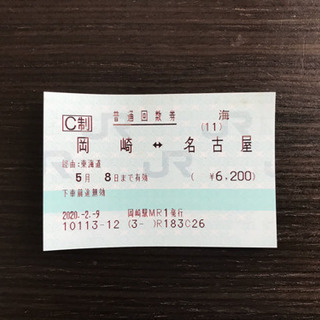 C制 普通回数券 海
(11)
岡崎 ↔ 名古屋
経由:東海道
5月 8日まで有効 ( ¥6,200)
下車前途無効
2020.-2.-9 岡崎駅MR1発行
10113-12 (3- )R183C26